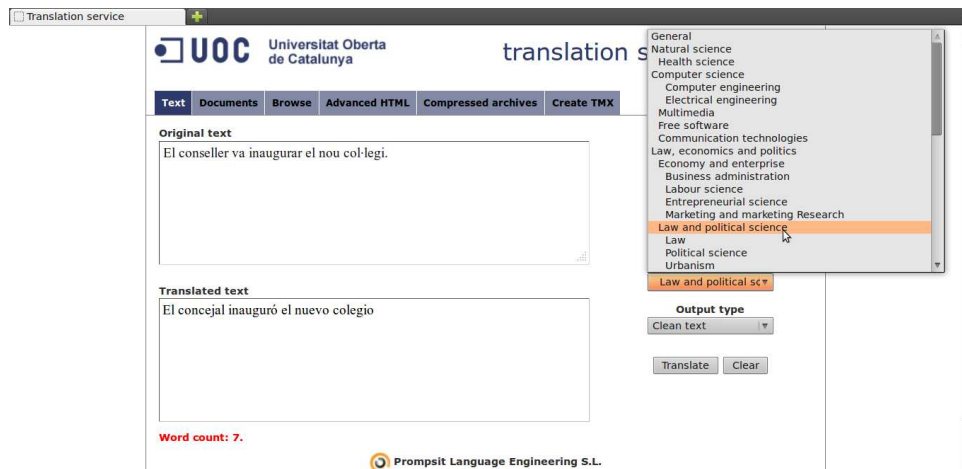 Translation service
UOC Universitat Oberta
de Catalunya
translation s
Text Documents Browse Advanced HTML Compressed archives Create TMX
Original text
El conseller va inaugurar el nou col·legi.
Translated text
El concejal inauguró el nuevo colegio
Word count: 7.
Prompsit Language Engineering S.L.
General
Natural science
Health science
Computer science
Computer engineering
Electrical engineering
Multimedia
Free software
Communication technologies
Law, economics and politics
Economy and enterprise
Business administration
Labour science
Entrepreneurial science
Marketing and marketing Research
Law and political science
Law
Political science
Urbanism
Law and political sc
Output type
Clean text
Translate Clear